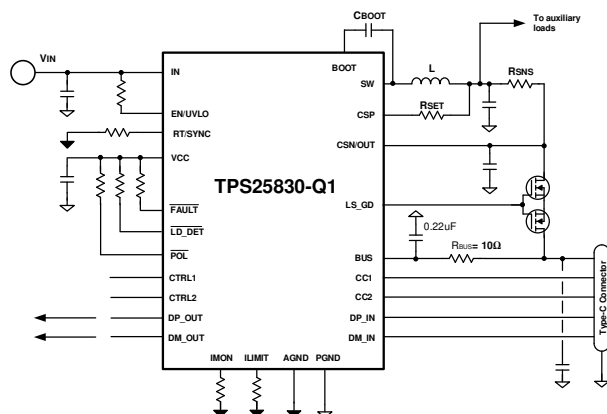 CBOOT
To auxiliary
loads
VIN
BOOT
IN
SW
L
RSNS
EN/UVLO
CSP
RSET
RT/SYNC
CSN/OUT
VCC
TPS25830-Q1
FAULT
LS_GD
LD_DET
0.22uF
POL
BUS
RBUS= 10Ω
CTRL1
CC1
CTRL2
CC2
DP_OUT
DP_IN
DM_OUT
DM_IN
Type-C Connector
IMON
ILIMIT
AGND
PGND